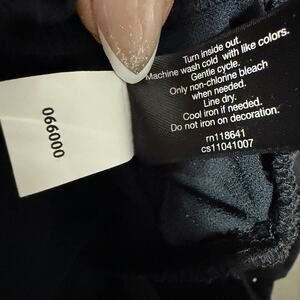 Turn inside out.
Machine wash cold with like colors.
Gentle cycle.
Only non-chlorine bleach
when needed.
Line dry.
Cool iron if needed.
Do not iron on decoration.
rn118641
cs11041007
000990